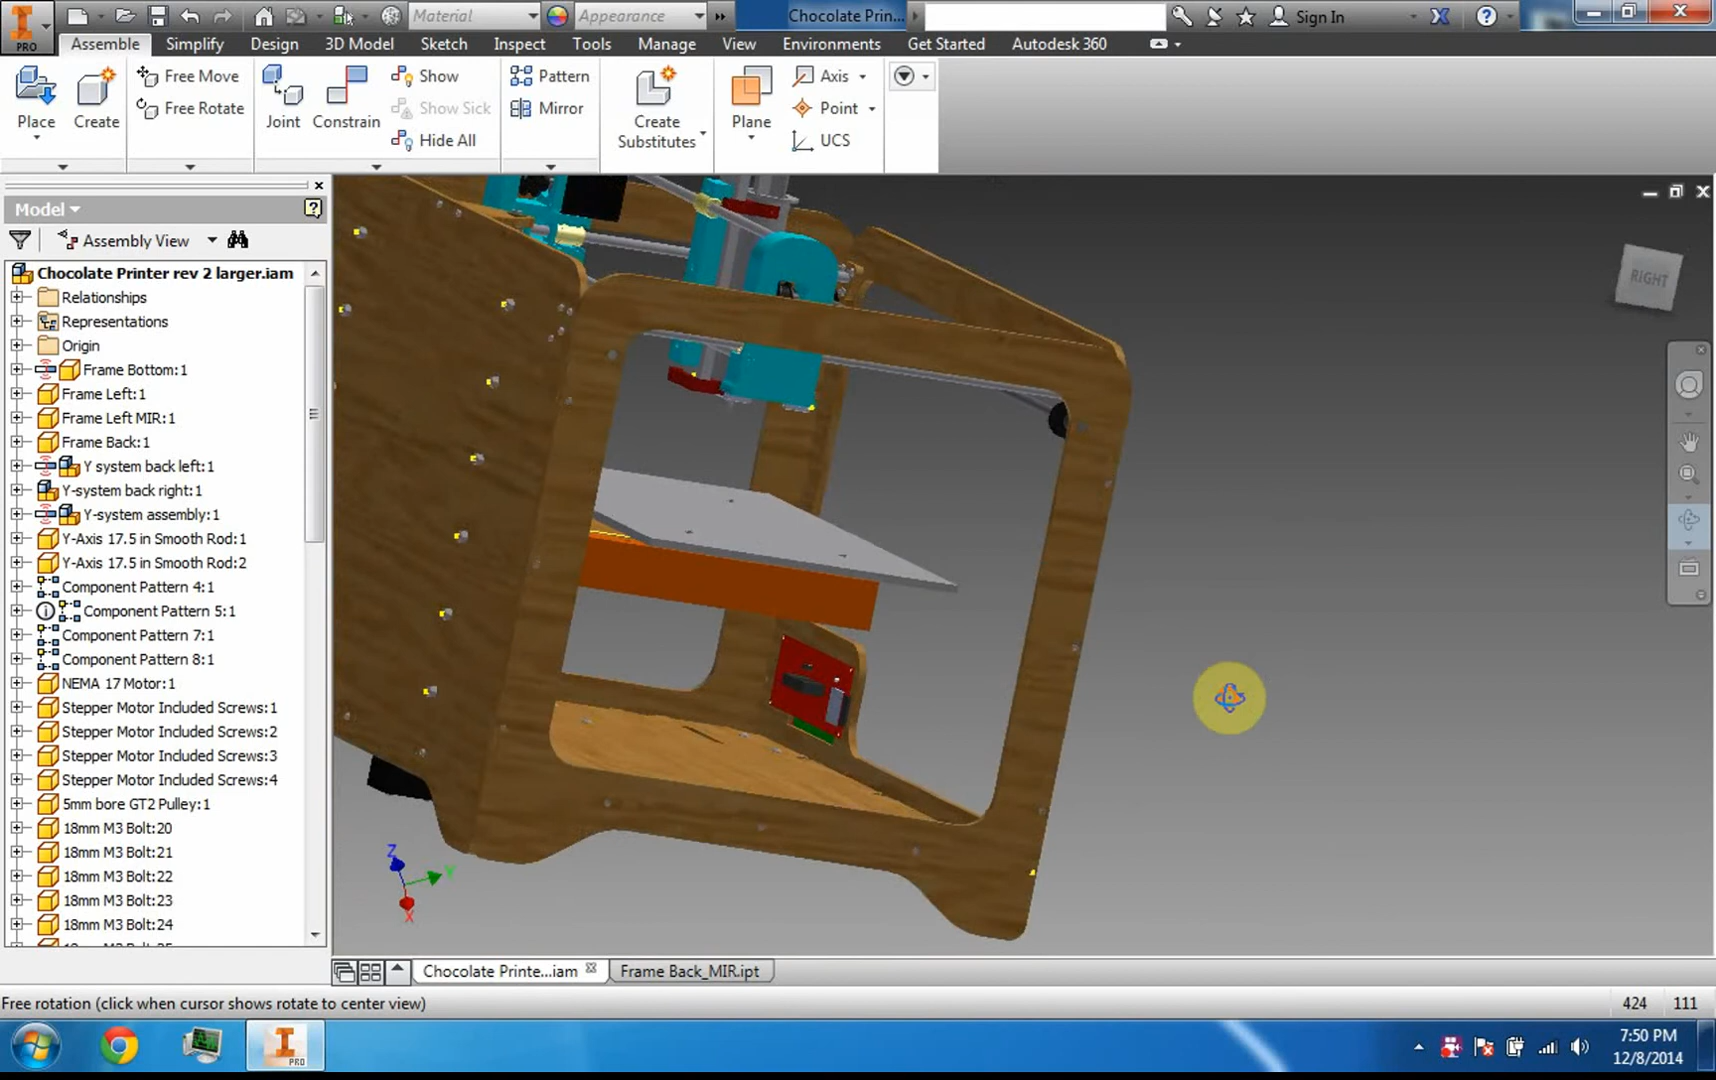 PRO
Material
Appearance
Chocolate Prin...
Sign In
Assemble
Simplify
Design
3D Model
Sketch
Inspect
Tools
Manage
View
Environments
Get Started
Autodesk 360
Place
Create
Free Move
Free Rotate
Joint
Constrain
Show
Show Sick
Hide All
Pattern
Mirror
Create
Substitutes
Plane
Axis
Point
UCS
Model
Assembly View
Chocolate Printer rev 2 larger.iam
Relationships
Representations
Origin
Frame Bottom:1
Frame Left:1
Frame Left MIR:1
Frame Back:1
Y system back left:1
Y-system back right:1
Y-system assembly:1
Y-Axis 17.5 in Smooth Rod:1
Y-Axis 17.5 in Smooth Rod:2
Component Pattern 4:1
Component Pattern 5:1
Component Pattern 7:1
Component Pattern 8:1
NEMA 17 Motor:1
Stepper Motor Included Screws:1
Stepper Motor Included Screws:2
Stepper Motor Included Screws:3
Stepper Motor Included Screws:4
5mm bore GT2 Pulley:1
18mm M3 Bolt:20
18mm M3 Bolt:21
18mm M3 Bolt:22
18mm M3 Bolt:23
18mm M3 Bolt:24
RIGHT
Z
Y
X
Chocolate Printe...iam
Frame Back_MIR.ipt
Free rotation (click when cursor shows rotate to center view)
424
111
PRO
7:50 PM
12/8/2014